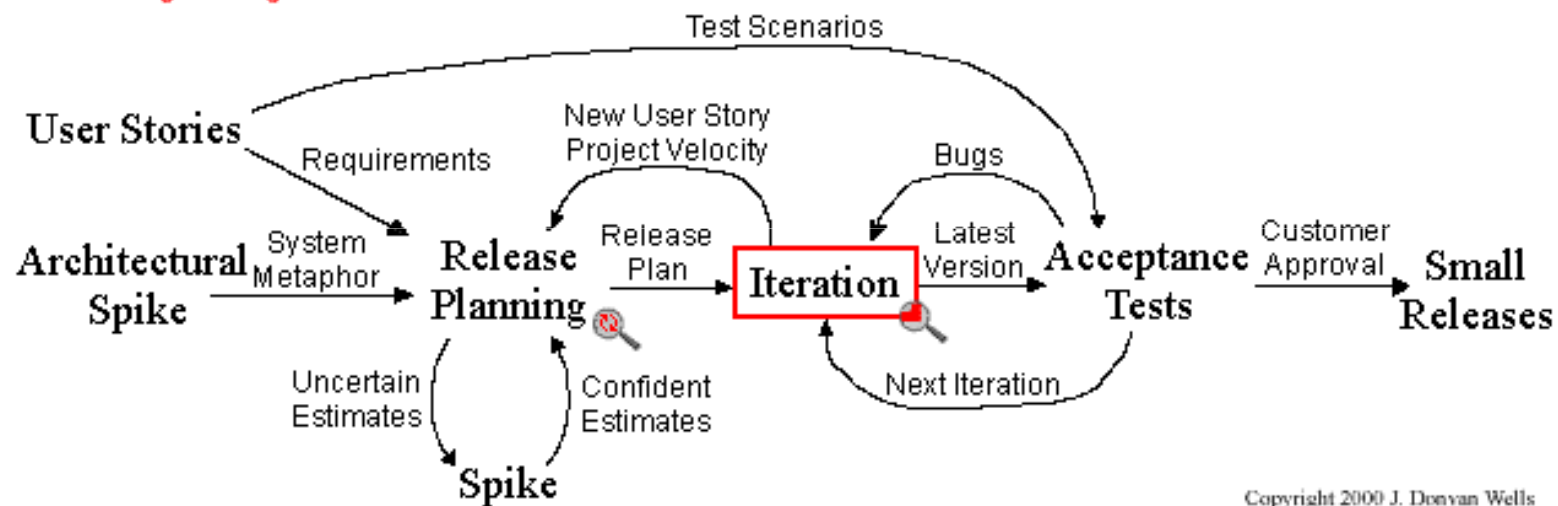 Test Scenarios
User Stories
Requirements
New User Story
Project Velocity
Bugs
Architectural
Spike
System
Metaphor
Release
Planning
Release
Plan
Iteration
Latest
Version
Acceptance
Tests
Customer
Approval
Small
Releases
Uncertain
Estimates
Confident
Estimates
Next Iteration
Spike
Copyright 2000 J. Donvan Wells